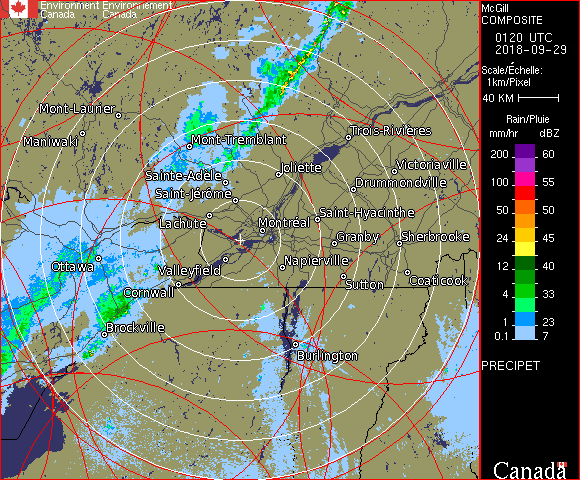 Environment Environnement
Canada Canada
McGill
COMPOSITE
0120 UTC
2018-09-29
Scale/Échelle:
1km/Pixel
40 KM
Rain/Pluie
mm/hr dBZ
200 60
100 55
50 50
24 45
12 40
8 33
4 33
1 23
0.1 7
PRECIPET
Canada
Mont-Laurier
Maniwaki
Mont-Tremblant
Trois-Rivières
Joliette
Victoriaville
Sainte-Adèle
Drummondville
Saint-Jérôme
Saint-Hyacinthe
Lachute
Montréal
Granby
Sherbrooke
Ottawa
Valleyfield
Napierville
Sutton
Coaticook
Cornwall
Brockville
Burlington